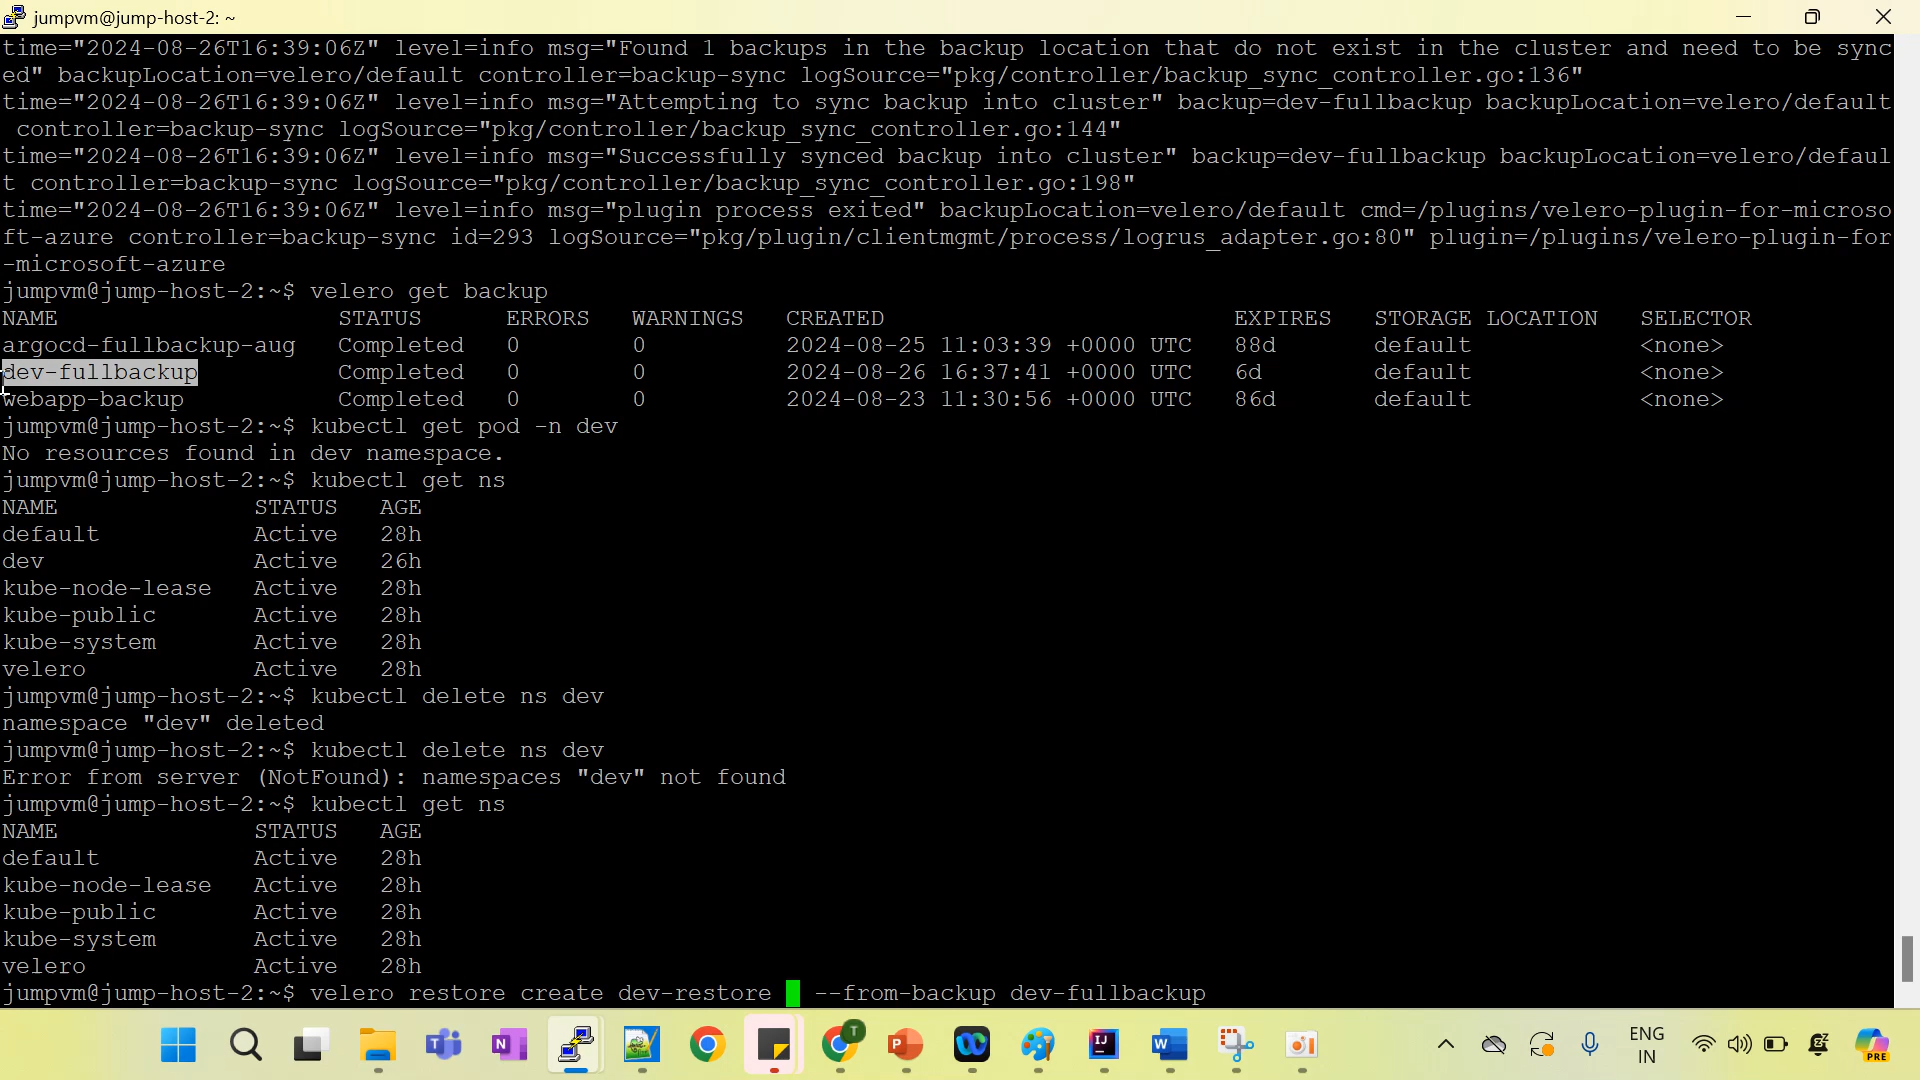 jumpvm@jump-host-2: ~
time="2024-08-26T16:39:06Z" level=info msg="Found 1 backups in the backup location that do not exist in the cluster and need to be sync
ed" backupLocation=velero/default controller=backup-sync logSource="pkg/controller/backup_sync_controller.go:136"
time="2024-08-26T16:39:06Z" level=info msg="Attempting to sync backup into cluster" backup=dev-fullbackup backupLocation=velero/default
 controller=backup-sync logSource="pkg/controller/backup_sync_controller.go:144"
time="2024-08-26T16:39:06Z" level=info msg="Successfully synced backup into cluster" backup=dev-fullbackup backupLocation=velero/defaul
t controller=backup-sync logSource="pkg/controller/backup_sync_controller.go:198"
time="2024-08-26T16:39:06Z" level=info msg="plugin process exited" backupLocation=velero/default cmd=/plugins/velero-plugin-for-microso
ft-azure controller=backup-sync id=293 logSource="pkg/plugin/clientmgmt/process/logrus_adapter.go:80" plugin=/plugins/velero-plugin-for
-microsoft-azure
jumpvm@jump-host-2:~$ velero get backup
NAME STATUS ERRORS WARNINGS CREATED EXPIRES STORAGE LOCATION SELECTOR
argocd-fullbackup-aug Completed 0 0 2024-08-25 11:03:39 +0000 UTC 88d default <none>
dev-fullbackup Completed 0 0 2024-08-26 16:37:41 +0000 UTC 6d default <none>
webapp-backup Completed 0 0 2024-08-23 11:30:56 +0000 UTC 86d default <none>
jumpvm@jump-host-2:~$ kubectl get pod -n dev
No resources found in dev namespace.
jumpvm@jump-host-2:~$ kubectl get ns
NAME STATUS AGE
default Active 28h
dev Active 26h
kube-node-lease Active 28h
kube-public Active 28h
kube-system Active 28h
velero Active 28h
jumpvm@jump-host-2:~$ kubectl delete ns dev
namespace "dev" deleted
jumpvm@jump-host-2:~$ kubectl delete ns dev
Error from server (NotFound): namespaces "dev" not found
jumpvm@jump-host-2:~$ kubectl get ns
NAME STATUS AGE
default Active 28h
kube-node-lease Active 28h
kube-public Active 28h
kube-system Active 28h
velero Active 28h
jumpvm@jump-host-2:~$ velero restore create dev-restore --from-backup dev-fullbackup
T
N
T
P
IJ
W
ENG
IN
PRE